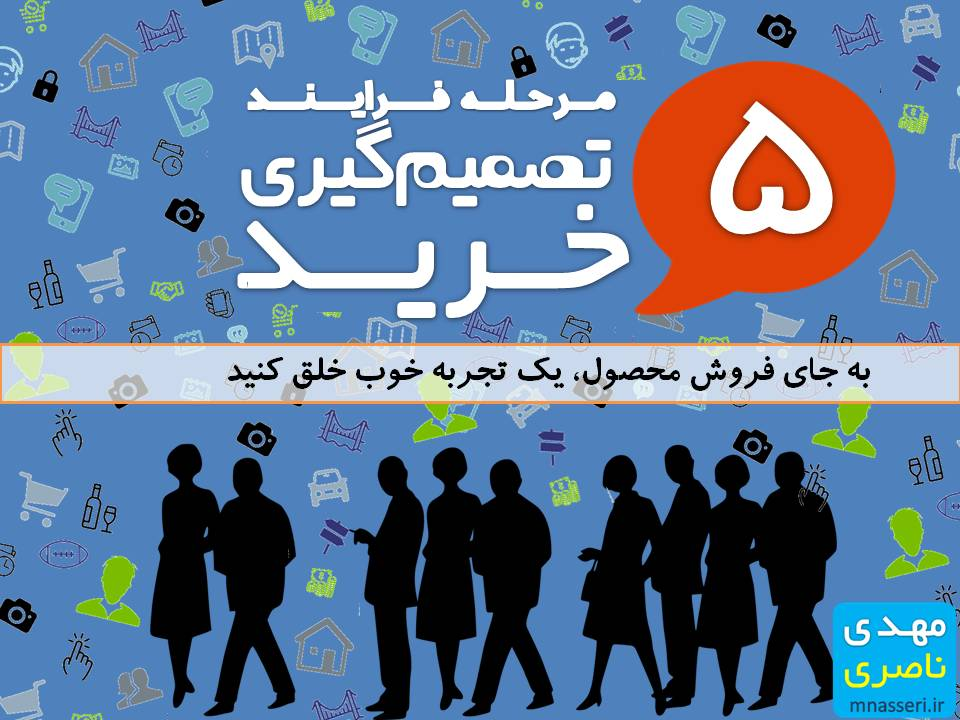 ۵
مرحله فرایند
تصمیم‌گیری
خرید
به جای فروش محصول، یک تجربه خوب خلق کنید
مهدی
ناصری
mnasseri.ir